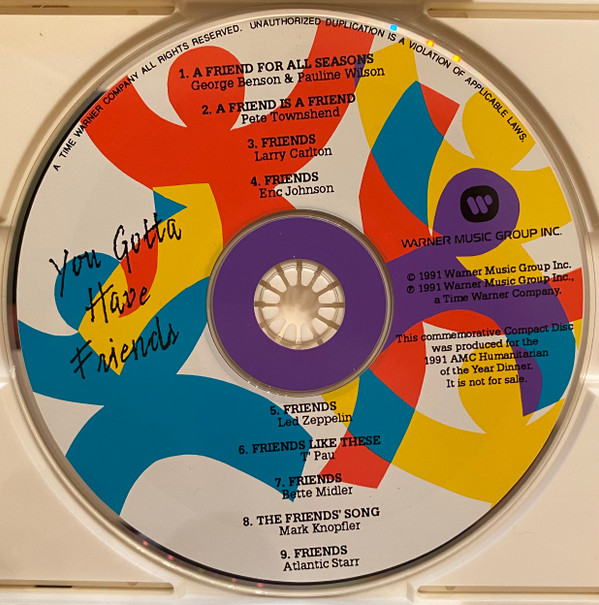 A TIME WARNER COMPANY ALL RIGHTS RESERVED. UNAUTHORIZED DUPLICATION IS A VIOLATION OF APPLICABLE LAWS.
1. A FRIEND FOR ALL SEASONS
George Benson & Pauline Wilson
2. A FRIEND IS A FRIEND
Pete Townshend
3. FRIENDS
Larry Carlton
4. FRIENDS
Eric Johnson
You Gotta
Have
Friends
WARNER MUSIC GROUP INC.
© 1991 Warner Music Group Inc.
℗ 1991 Warner Music Group Inc.,
a Time Warner Company.
This commemorative Compact Disc
was produced for the
1991 AMC Humanitarian
of the Year Dinner.
It is not for sale.
5. FRIENDS
Led Zeppelin
6. FRIENDS LIKE THESE
T' Pau
7. FRIENDS
Bette Midler
8. THE FRIENDS' SONG
Mark Knopfler
9. FRIENDS
Atlantic Starr